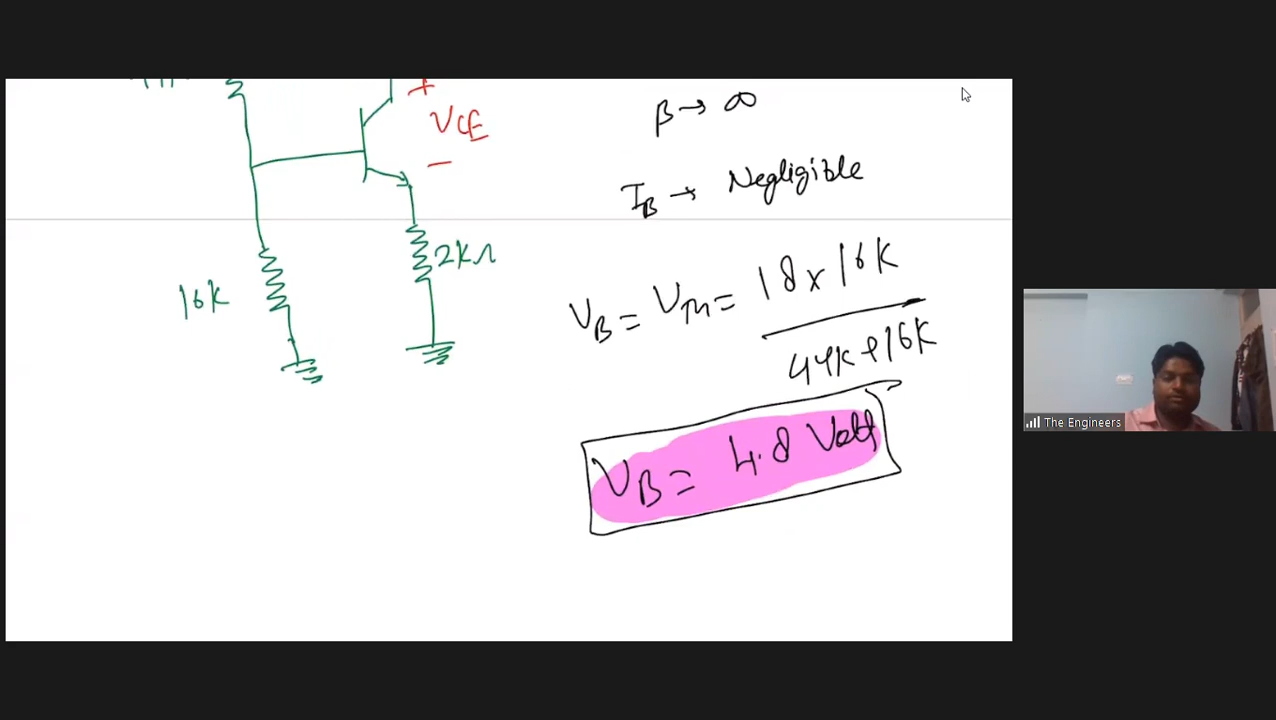 β → ∞
+
VCE
−
IB → Negligible
2kΩ
16k
VB = VTh = 18 x 16K
44K + 16K
VB = 4.8 Volt
The Engineers